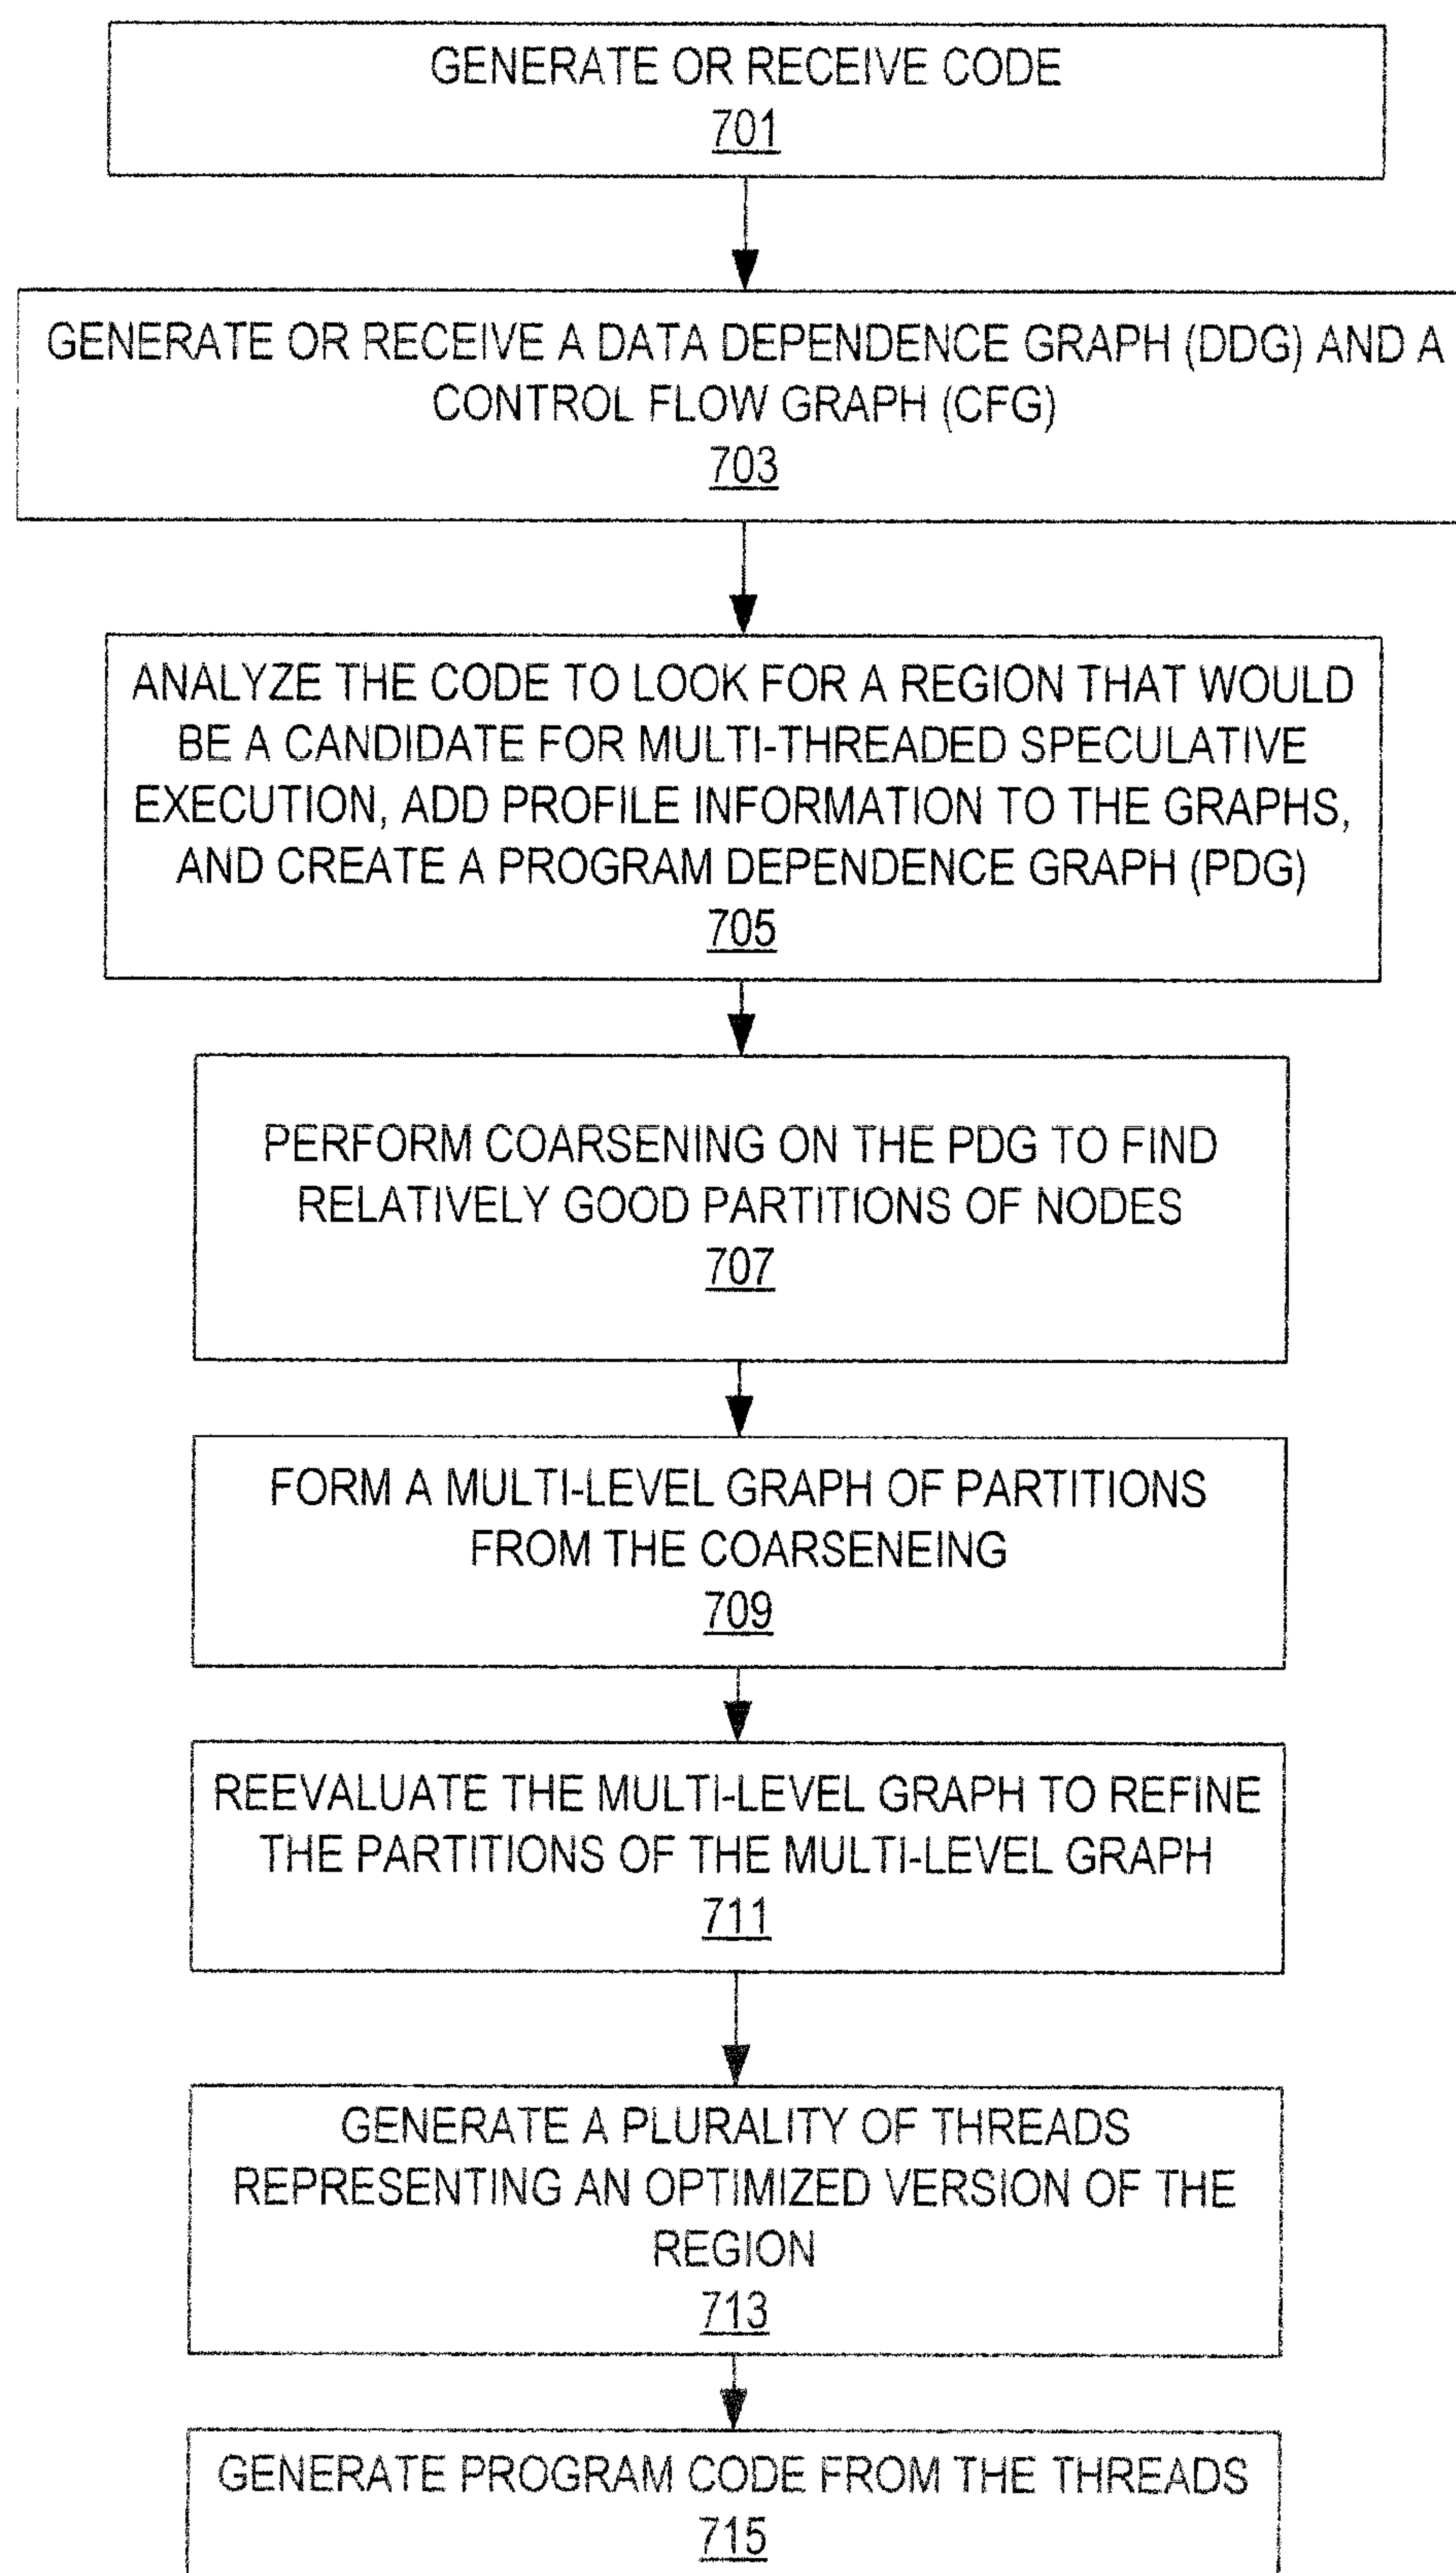 GENERATE OR RECEIVE CODE
701
GENERATE OR RECEIVE A DATA DEPENDENCE GRAPH (DDG) AND A
CONTROL FLOW GRAPH (CFG)
703
ANALYZE THE CODE TO LOOK FOR A REGION THAT WOULD
BE A CANDIDATE FOR MULTI-THREADED SPECULATIVE
EXECUTION, ADD PROFILE INFORMATION TO THE GRAPHS,
AND CREATE A PROGRAM DEPENDENCE GRAPH (PDG)
705
PERFORM COARSENING ON THE PDG TO FIND
RELATIVELY GOOD PARTITIONS OF NODES
707
FORM A MULTI-LEVEL GRAPH OF PARTITIONS
FROM THE COARSENEING
709
REEVALUATE THE MULTI-LEVEL GRAPH TO REFINE
THE PARTITIONS OF THE MULTI-LEVEL GRAPH
711
GENERATE A PLURALITY OF THREADS
REPRESENTING AN OPTIMIZED VERSION OF THE
REGION
713
GENERATE PROGRAM CODE FROM THE THREADS
715